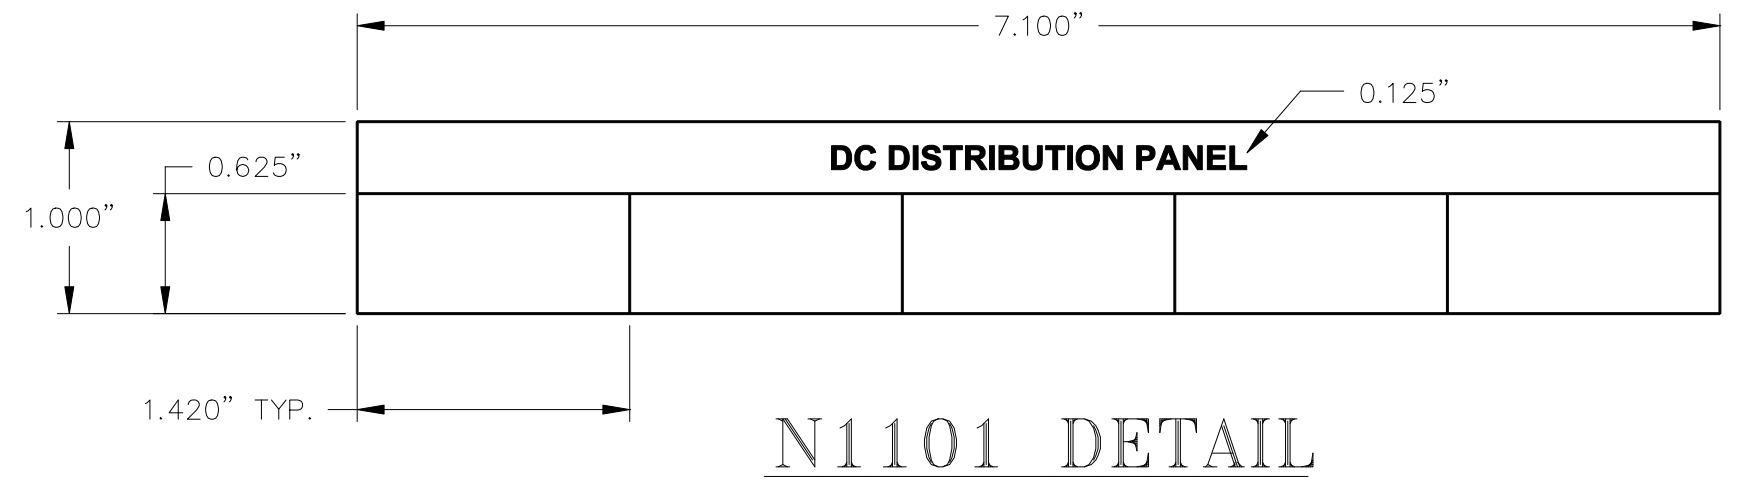 7.100”
0.125”
DC DISTRIBUTION PANEL
0.625”
1.000”
1.420” TYP.
N1101 DETAIL